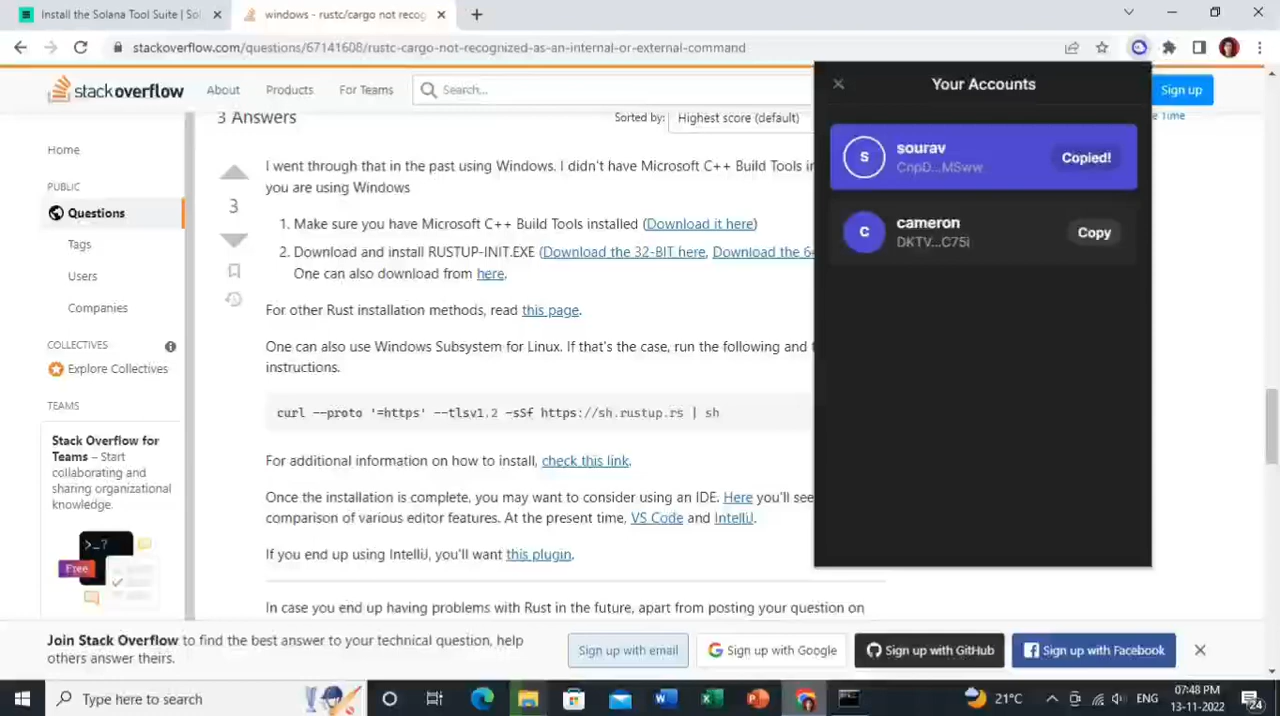 Install the Solana Tool Suite | Sol
windows - rustc/cargo not recog
stackoverflow.com/questions/67141608/rustc-cargo-not-recognized-as-an-internal-or-external-command
stackoverflow
About
Products
For Teams
Search...
Sign up
Home
PUBLIC
Questions
Tags
Users
Companies
COLLECTIVES
Explore Collectives
TEAMS
Stack Overflow for
Teams – Start
collaborating and
sharing organizational
knowledge.
>_?
Free
3 Answers
Sorted by:
Highest score (default)
Time
3
I went through that in the past using Windows. I didn't have Microsoft C++ Build Tools in
you are using Windows
1. Make sure you have Microsoft C++ Build Tools installed (Download it here)
2. Download and install RUSTUP-INIT.EXE (Download the 32-BIT here, Download the 6
One can also download from here.
For other Rust installation methods, read this page.
One can also use Windows Subsystem for Linux. If that's the case, run the following and
instructions.
curl --proto '=https' --tlsv1.2 -sSf https://sh.rustup.rs | sh
For additional information on how to install, check this link.
Once the installation is complete, you may want to consider using an IDE. Here you'll see
comparison of various editor features. At the present time, VS Code and IntelliJ.
If you end up using IntelliJ, you'll want this plugin.
In case you end up having problems with Rust in the future, apart from posting your question on
Your Accounts
S
sourav
CnpD...MSww
Copied!
C
cameron
DKTV...C75i
Copy
Join Stack Overflow to find the best answer to your technical question, help
others answer theirs.
Sign up with email
Sign up with Google
Sign up with GitHub
Sign up with Facebook
Type here to search
21°C
ENG
07:48 PM
13-11-2022
24